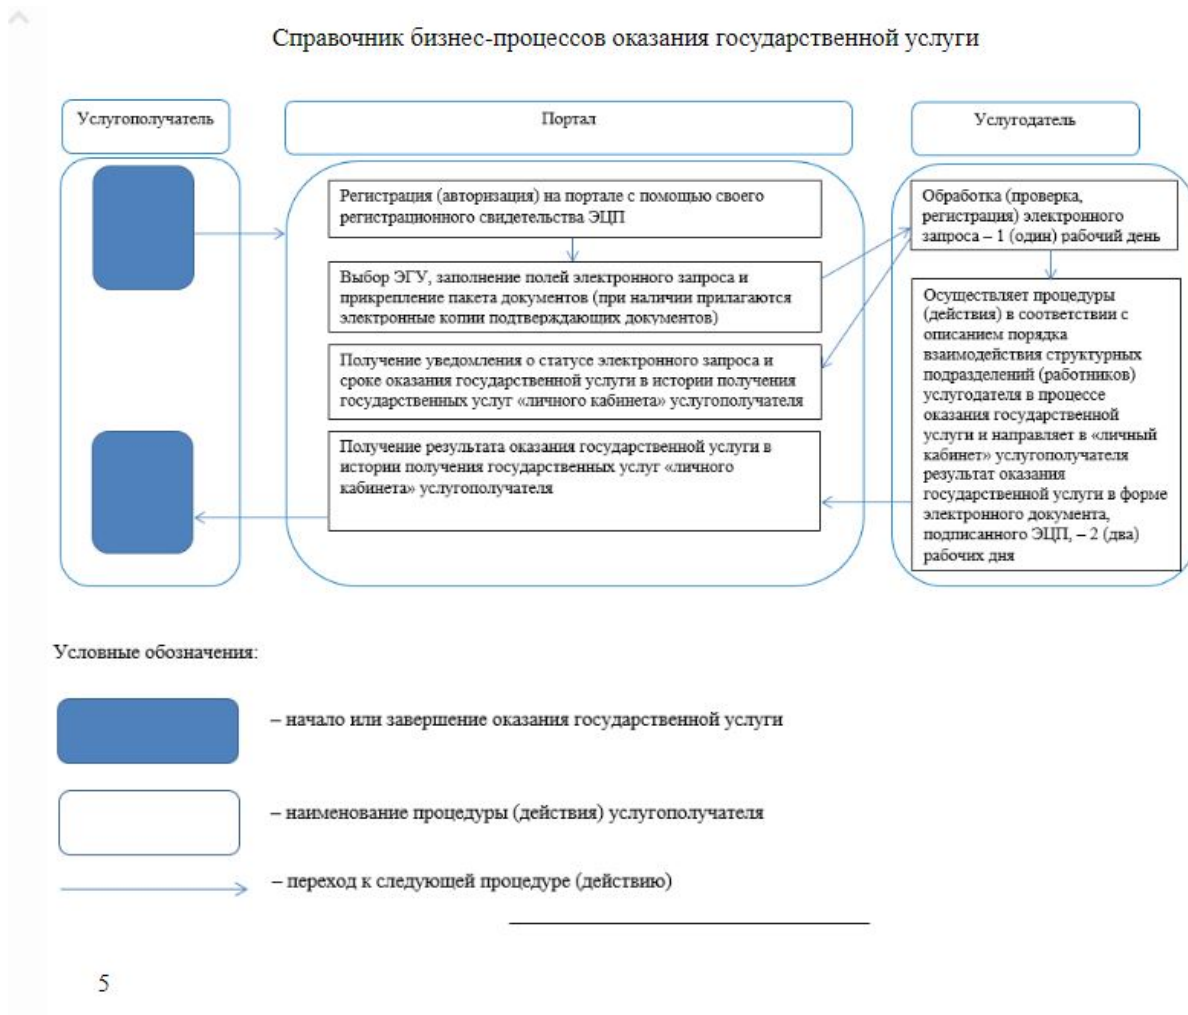 Справочник бизнес-процессов оказания государственной услуги
Услугополучатель
Портал
Услугодатель
Регистрация (авторизация) на портале с помощью своего
регистрационного свидетельства ЭЦП
Выбор ЭГУ, заполнение полей электронного запроса и
прикрепление пакета документов (при наличии прилагаются
электронные копии подтверждающих документов)
Получение уведомления о статусе электронного запроса и
сроке оказания государственной услуги в истории получения
государственных услуг «личного кабинета» услугополучателя
Получение результата оказания государственной услуги в
истории получения государственных услуг «личного
кабинета» услугополучателя
Обработка (проверка,
регистрация) электронного
запроса – 1 (один) рабочий день
Осуществляет процедуры
(действия) в соответствии с
описанием порядка
взаимодействия структурных
подразделений (работников)
услугодателя в процессе
оказания государственной
услуги и направляет в «личный
кабинет» услугополучателя
результат оказания
государственной услуги в форме
электронного документа,
подписанного ЭЦП, – 2 (два)
рабочих дня
Условные обозначения:
– начало или завершение оказания государственной услуги
– наименование процедуры (действия) услугополучателя
– переход к следующей процедуре (действию)
5